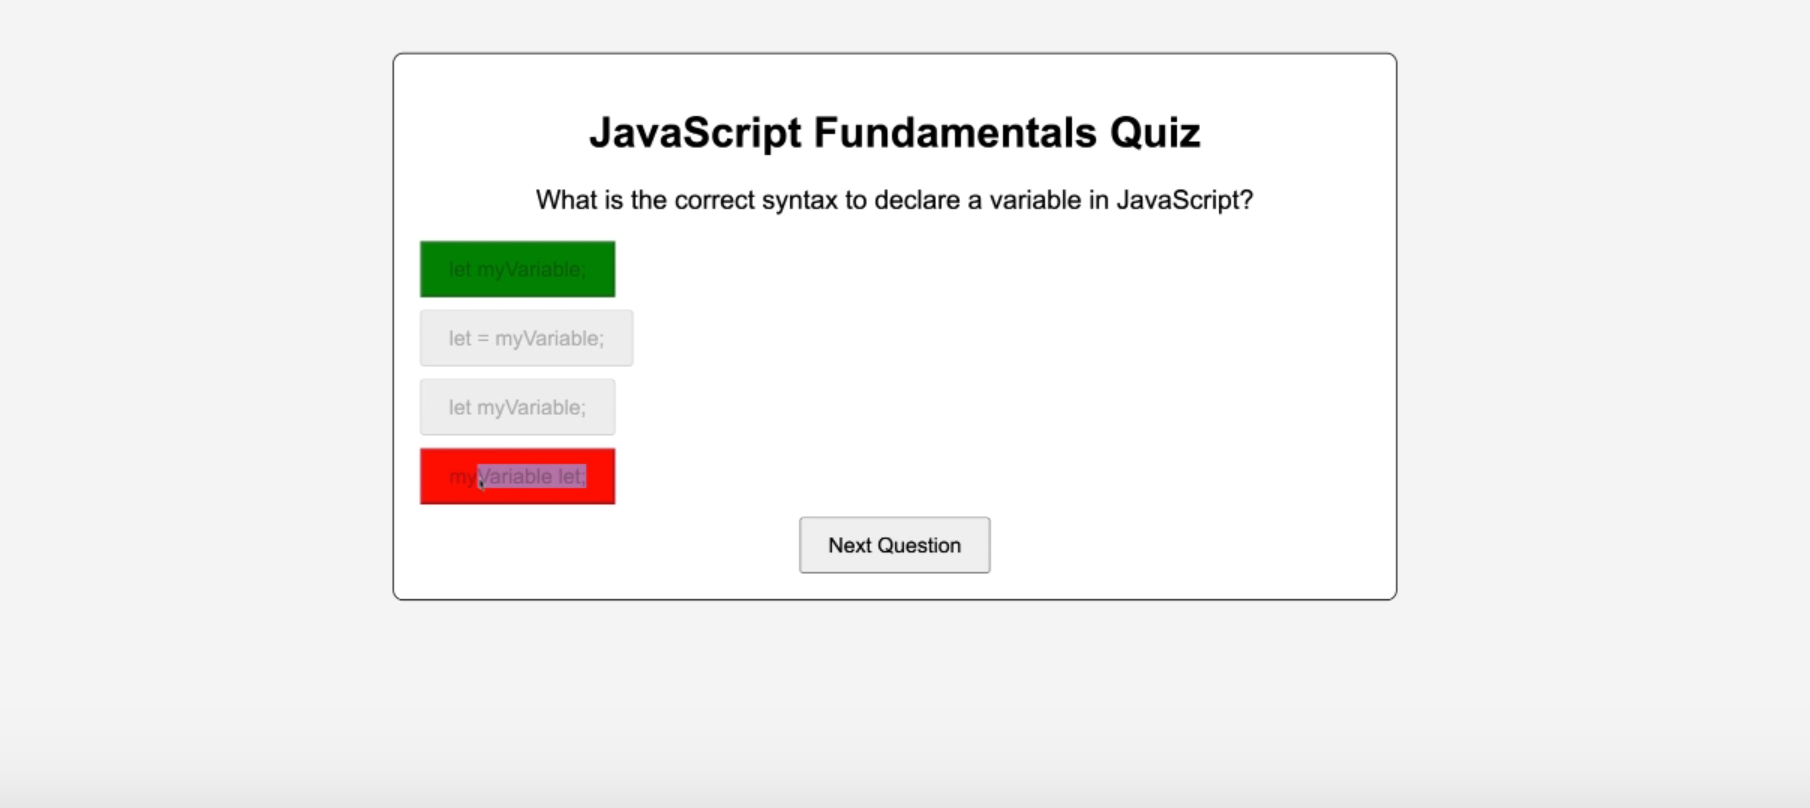 JavaScript Fundamentals Quiz
What is the correct syntax to declare a variable in JavaScript?
let myVariable;
let = myVariable;
let myVariable;
myVariable let;
Next Question